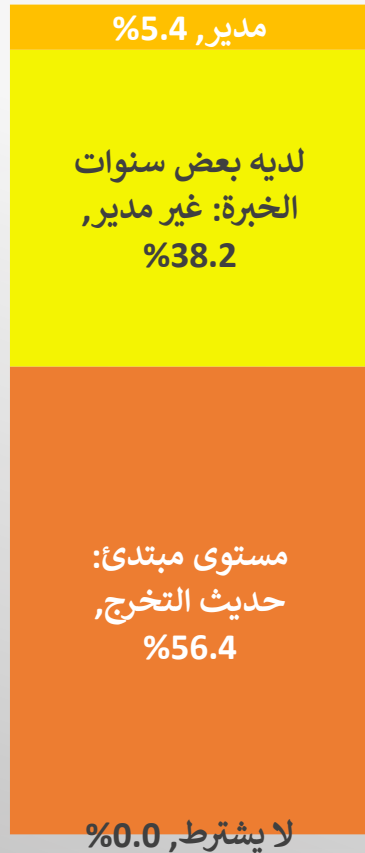 مدير, 5.4%
لديه بعض سنوات
الخبرة: غير مدير,
38.2%
مستوى مبتدئ:
حديث التخرج,
56.4%
لا يشترط, 0.0%